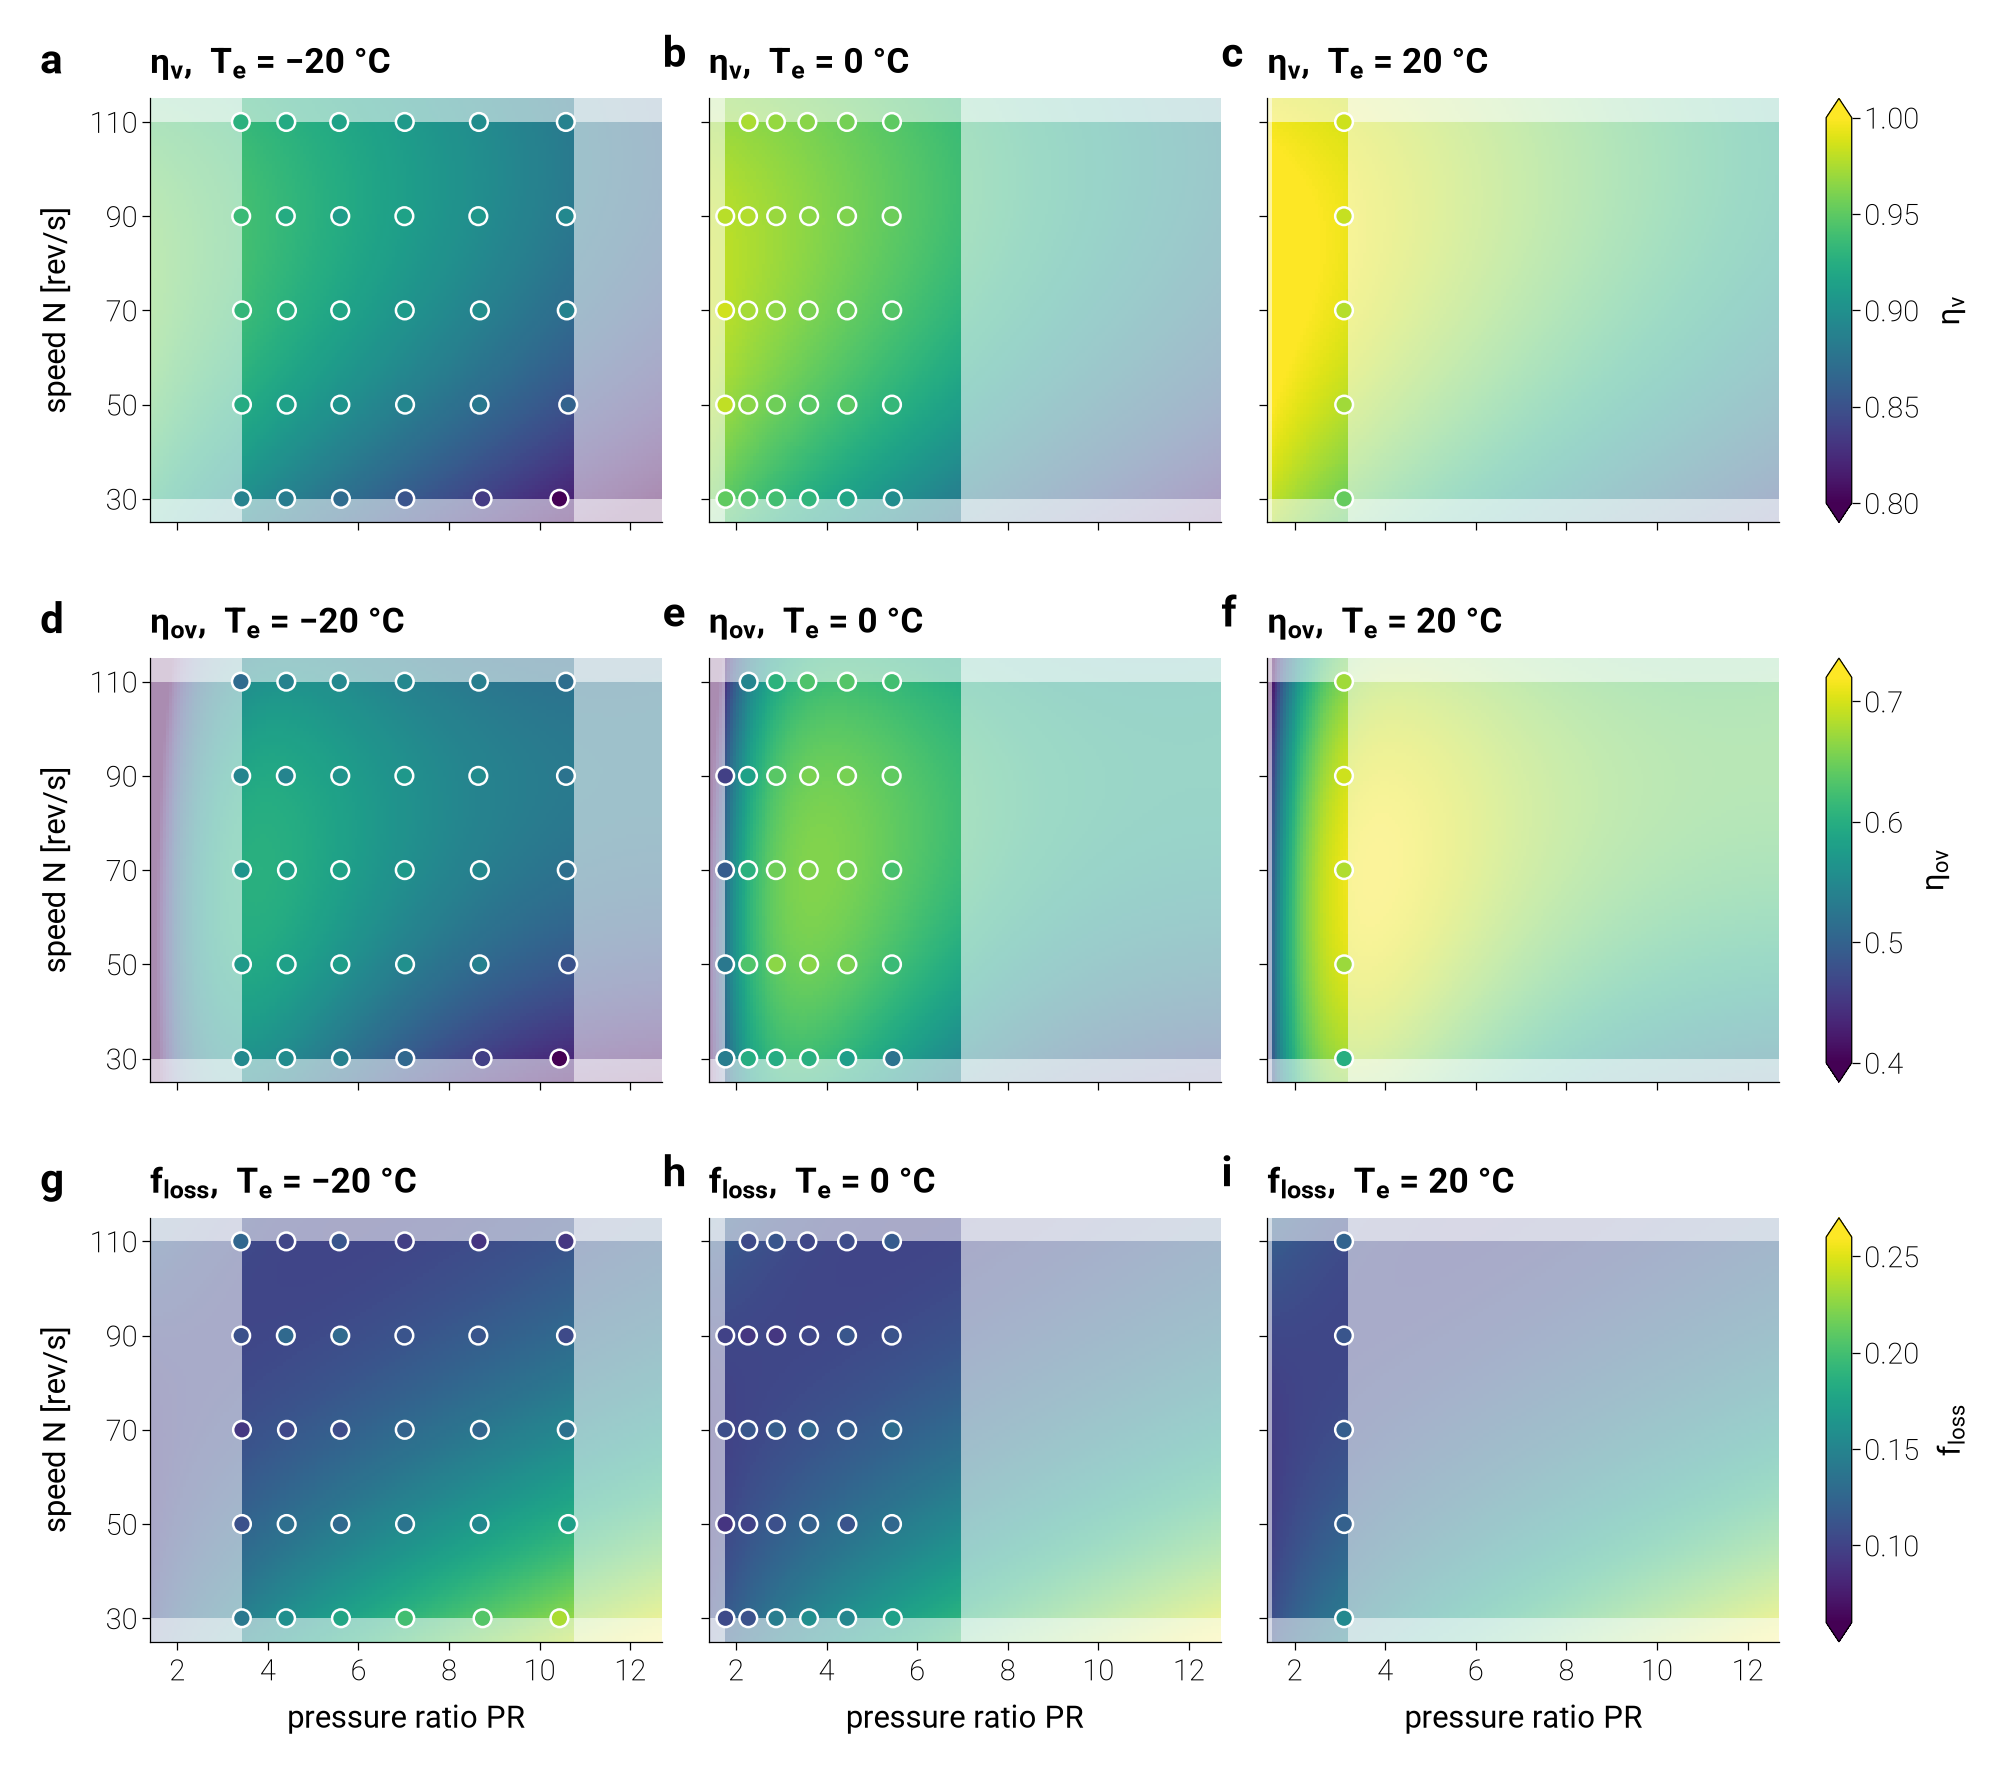 a ηv, Te = −20 °C
b ηv, Te = 0 °C
c ηv, Te = 20 °C
110
90
70
50
30
speed N [rev/s]
1.00
0.95
0.90
0.85
0.80
ηv
d ηov, Te = −20 °C
e ηov, Te = 0 °C
f ηov, Te = 20 °C
110
90
70
50
30
speed N [rev/s]
0.7
0.6
0.5
0.4
ηov
g floss, Te = −20 °C
h floss, Te = 0 °C
i floss, Te = 20 °C
110
90
70
50
30
speed N [rev/s]
2 4 6 8 10 12
pressure ratio PR
2 4 6 8 10 12
pressure ratio PR
2 4 6 8 10 12
pressure ratio PR
0.25
0.20
0.15
0.10
floss